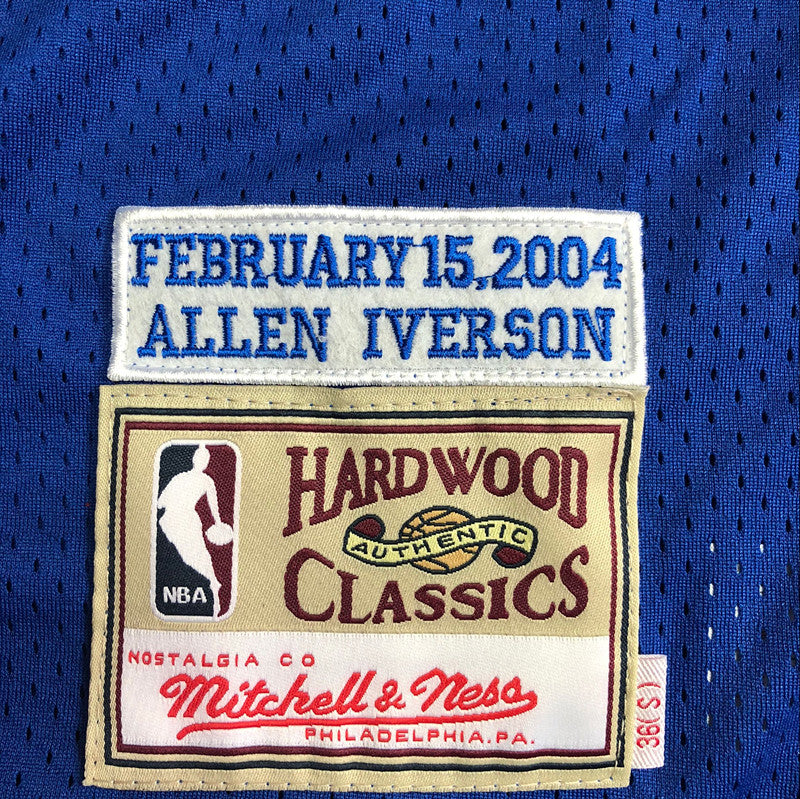 FEBRUARY 15, 2004
ALLEN IVERSON
HARDWOOD
AUTHENTIC
CLASSICS
NBA
NOSTALGIA CO
Mitchell & Ness
PHILADELPHIA.PA.
36(S)